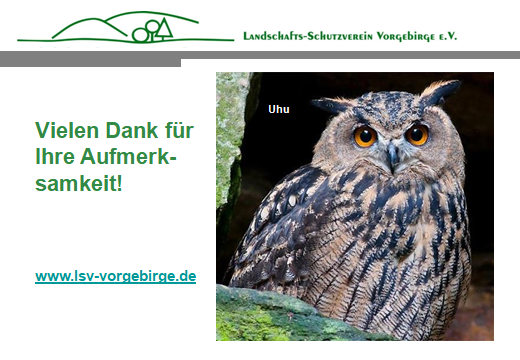 Landschafts-Schutzverein Vorgebirge e.V.
Uhu
Vielen Dank für
Ihre Aufmerk-
samkeit!
www.lsv-vorgebirge.de